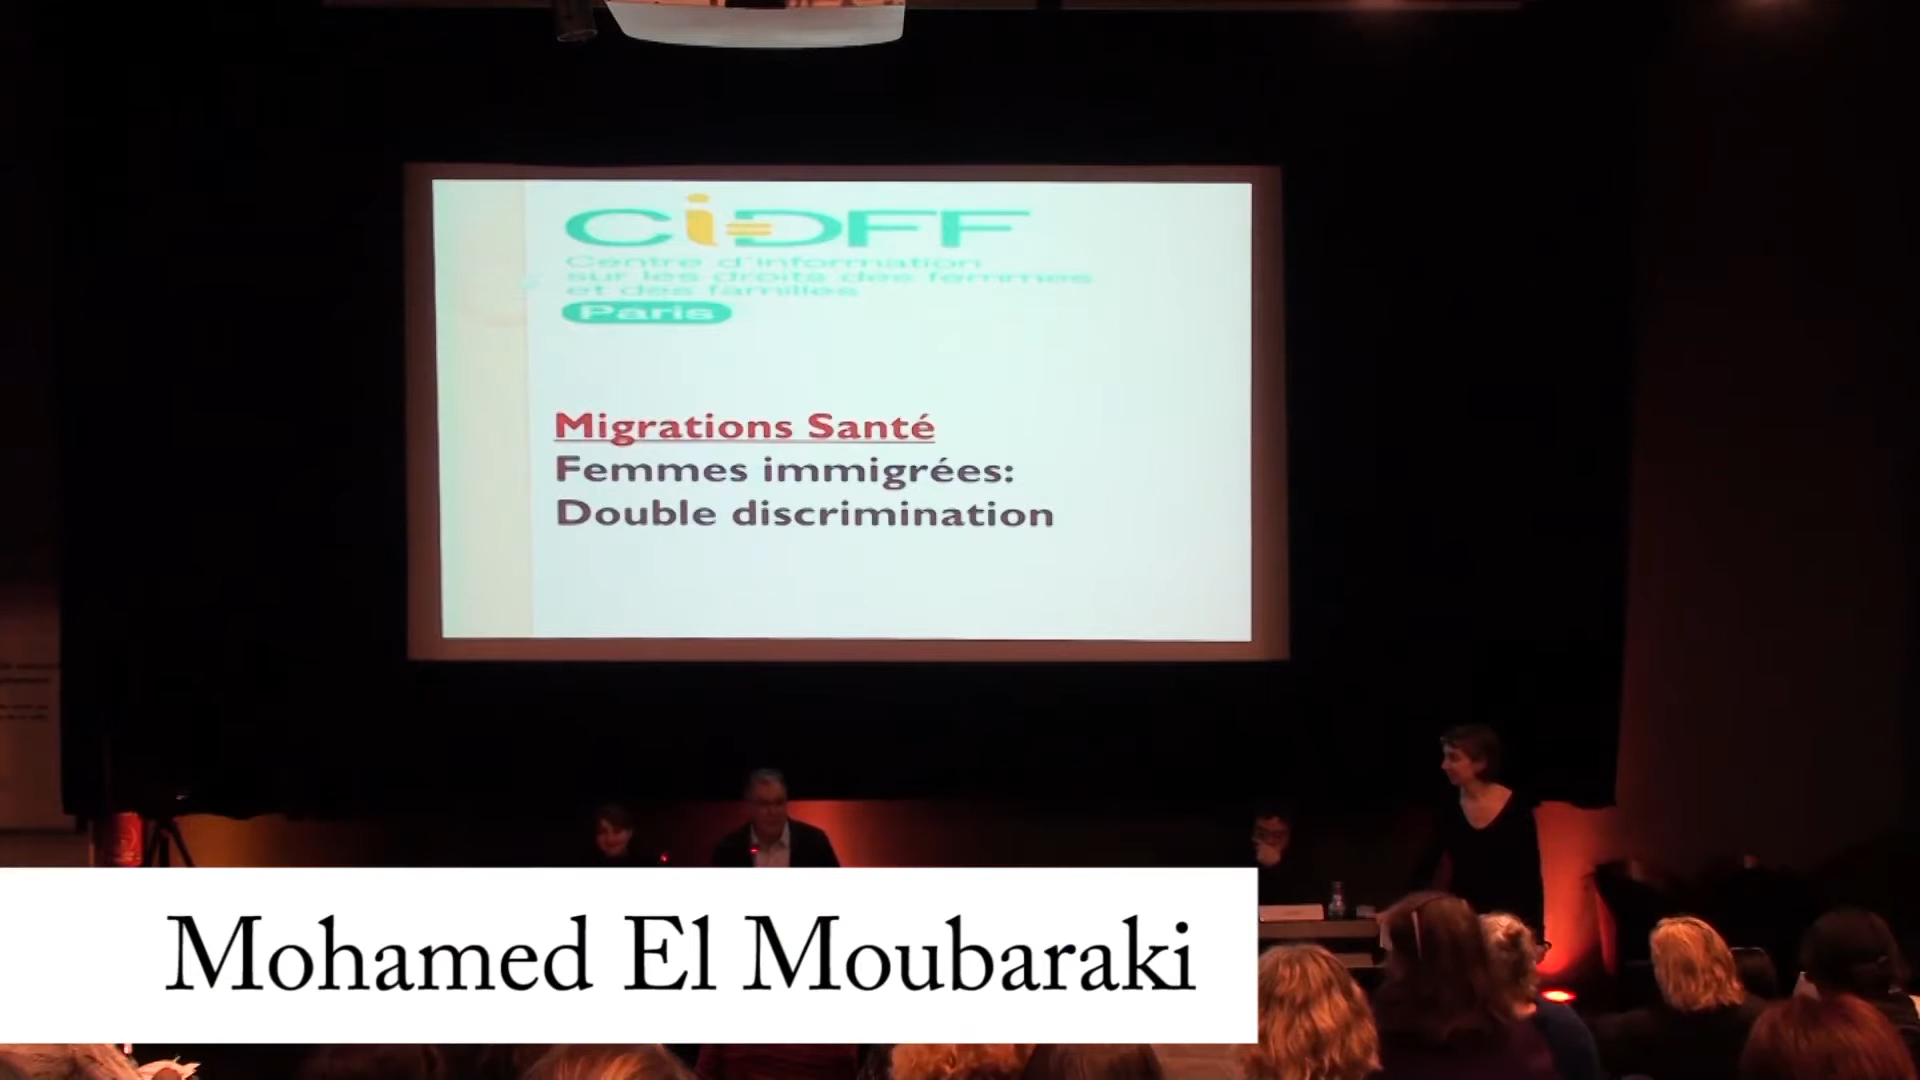 CiDFF
Centre d'information
sur les droits des femmes
et des familles
Paris
Migrations Santé
Femmes immigrées:
Double discrimination
Mohamed El Moubaraki